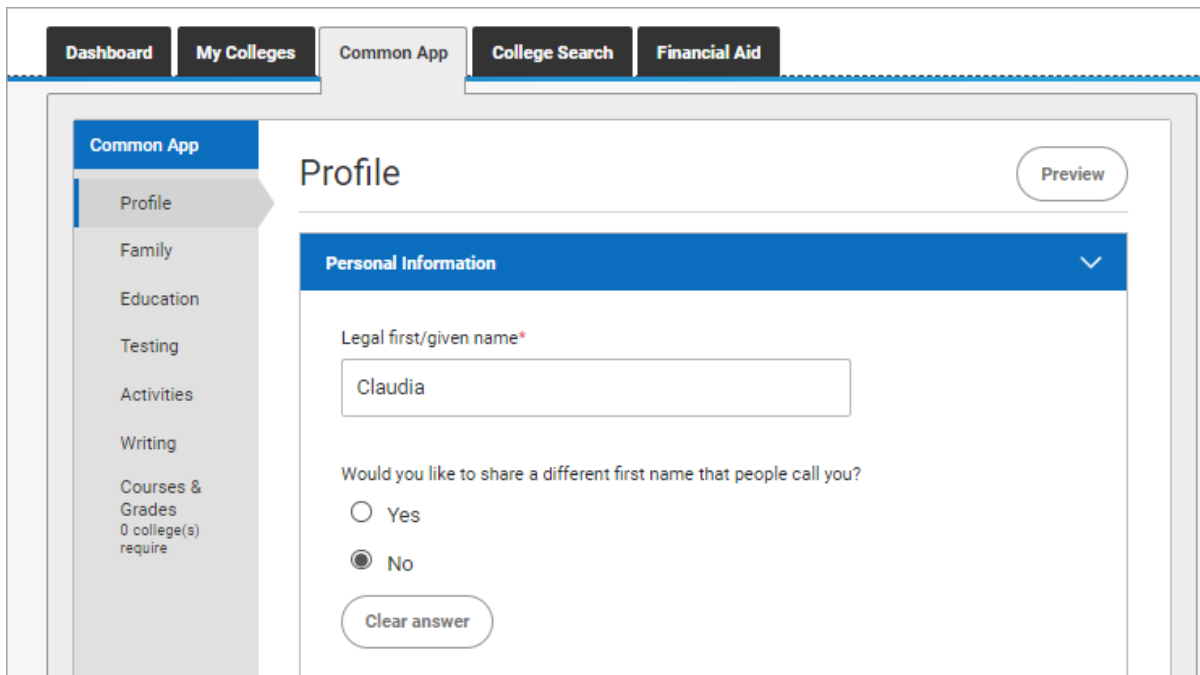 Dashboard
My Colleges
Common App
College Search
Financial Aid
Common App
Profile
Family
Education
Testing
Activities
Writing
Courses &
Grades
0 college(s)
require
Profile
Preview
Personal Information
Legal first/given name*
Claudia
Would you like to share a different first name that people call you?
Yes
No
Clear answer